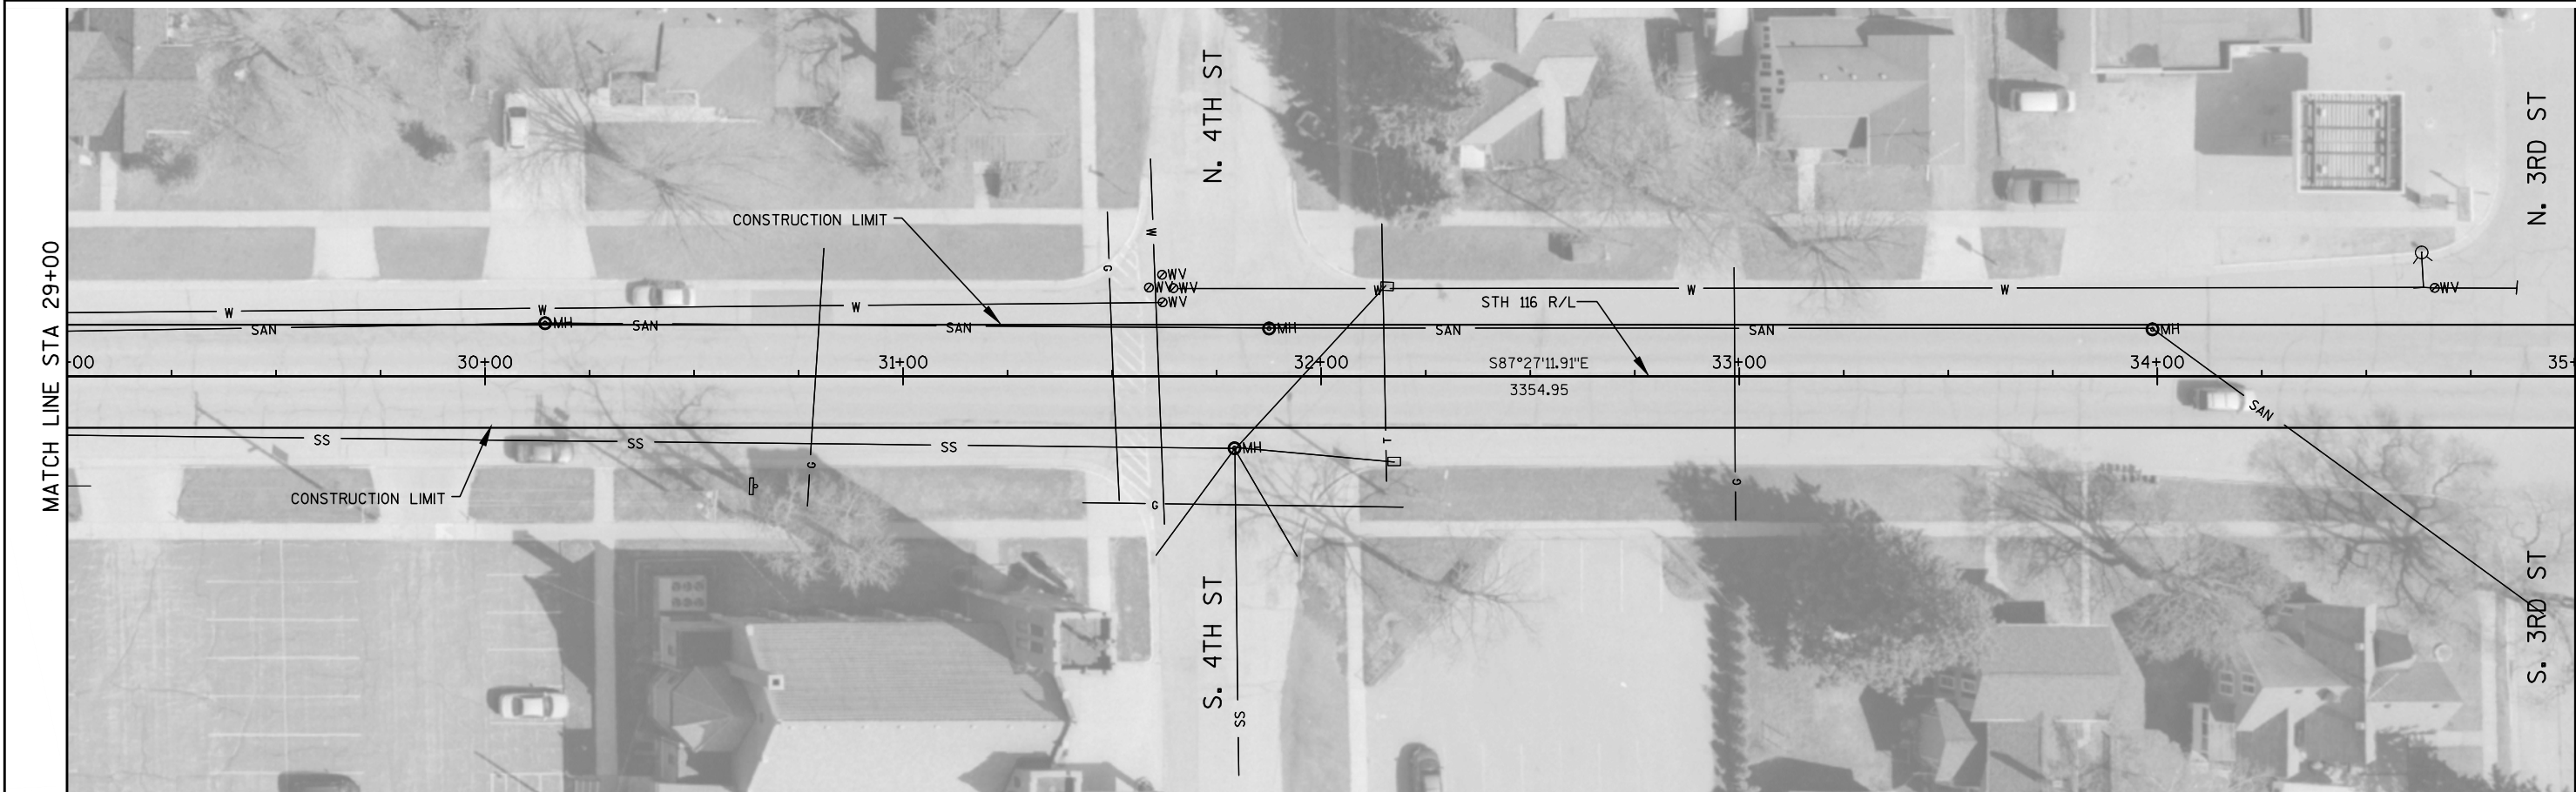 MATCH LINE STA 29+00
N. 4TH ST
N. 3RD ST
CONSTRUCTION LIMIT
W
G
WV
WV
WV
WV
W
W
W
W
W
W
WV
STH 116 R/L
SAN
MH
SAN
SAN
MH
SAN
SAN
MH
00
30+00
31+00
32+00
S87°27'11.91"E
33+00
34+00
35+
3354.95
SAN
SS
SS
SS
MH
T
G
G
CONSTRUCTION LIMIT
G
S. 4TH ST
S. 3RD ST
SS